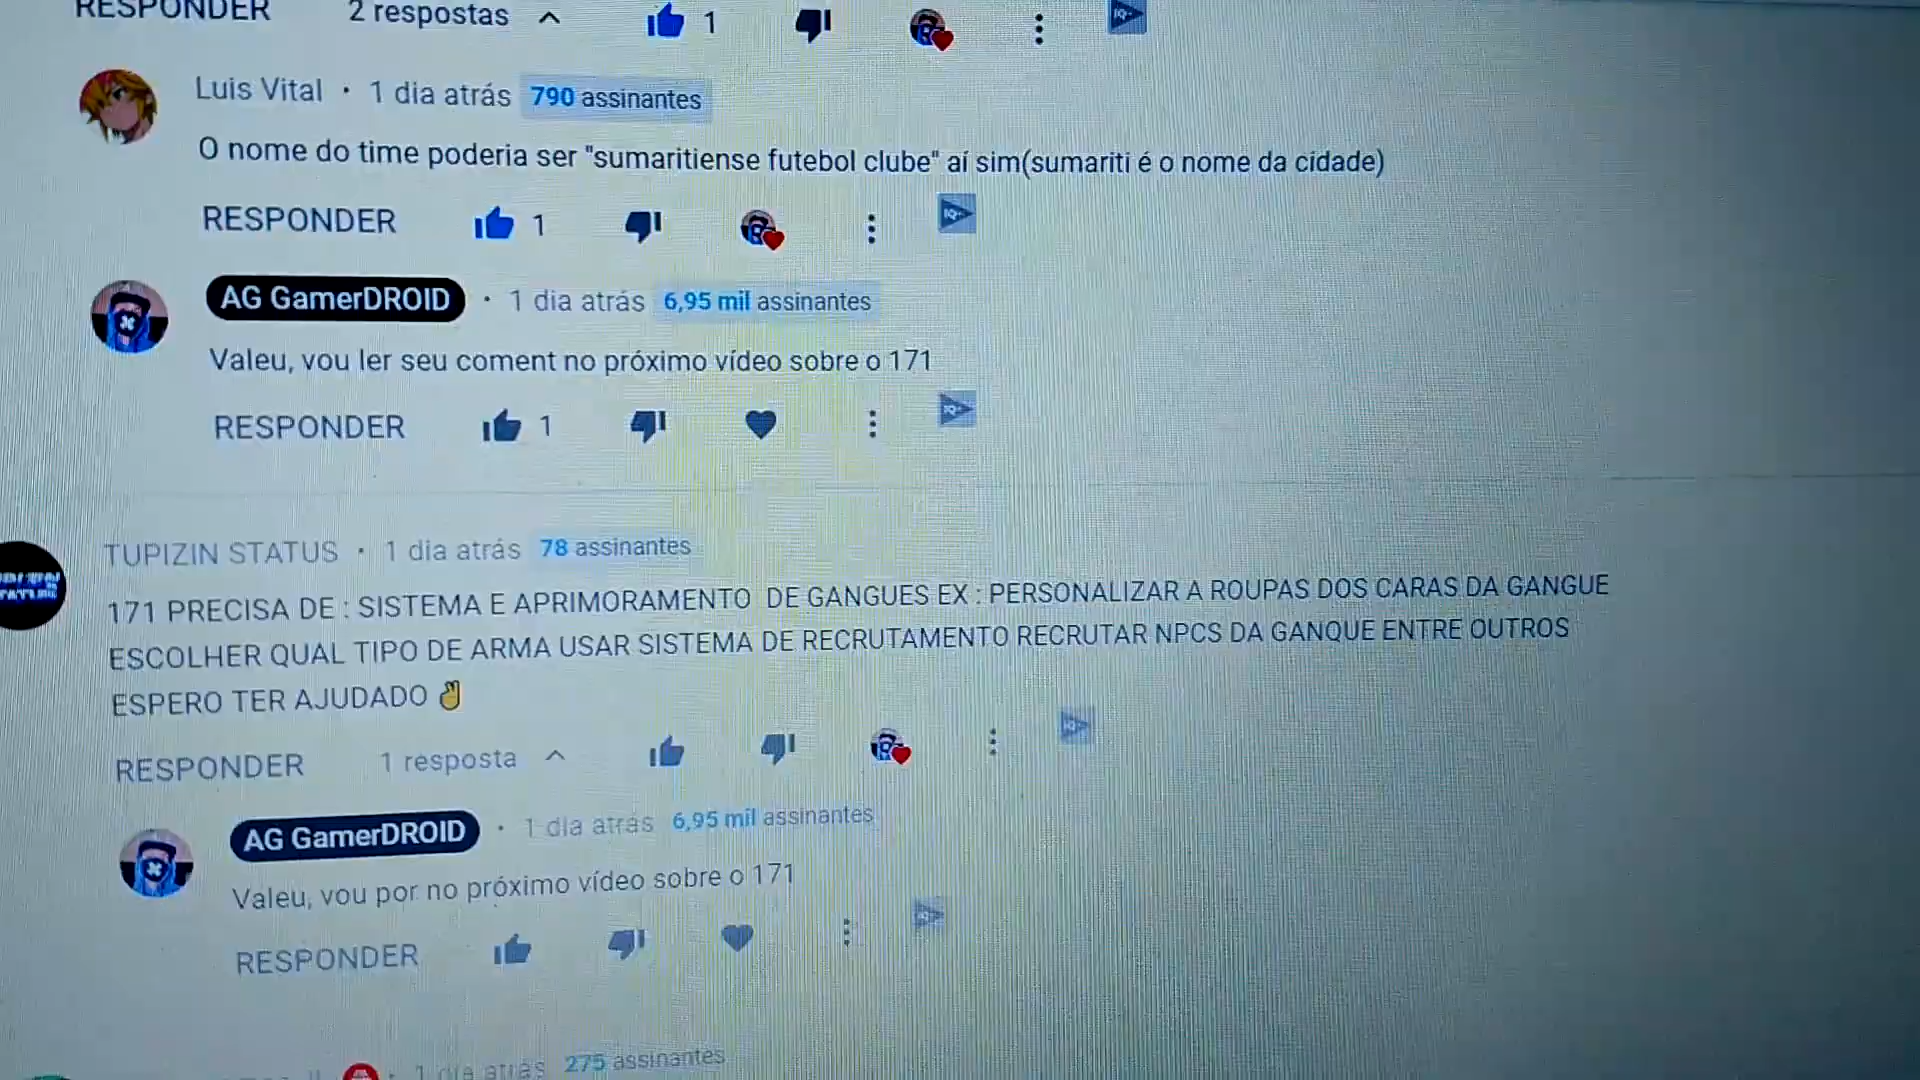 RESPONDER 2 respostas 1
Luis Vital · 1 dia atrás 790 assinantes
O nome do time poderia ser "sumaritiense futebol clube" aí sim(sumariti é o nome da cidade)
RESPONDER 1
AG GamerDROID · 1 dia atrás 6,95 mil assinantes
Valeu, vou ler seu coment no próximo vídeo sobre o 171
RESPONDER 1
TUPIZIN STATUS · 1 dia atrás 78 assinantes
171 PRECISA DE : SISTEMA E APRIMORAMENTO DE GANGUES EX : PERSONALIZAR A ROUPAS DOS CARAS DA GANGUE
ESCOLHER QUAL TIPO DE ARMA USAR SISTEMA DE RECRUTAMENTO RECRUTAR NPCS DA GANQUE ENTRE OUTROS
ESPERO TER AJUDADO ✌
RESPONDER 1 resposta
AG GamerDROID · 1 dia atrás 6,95 mil assinantes
Valeu, vou por no próximo vídeo sobre o 171
RESPONDER
1 dia atrás 275 assinantes